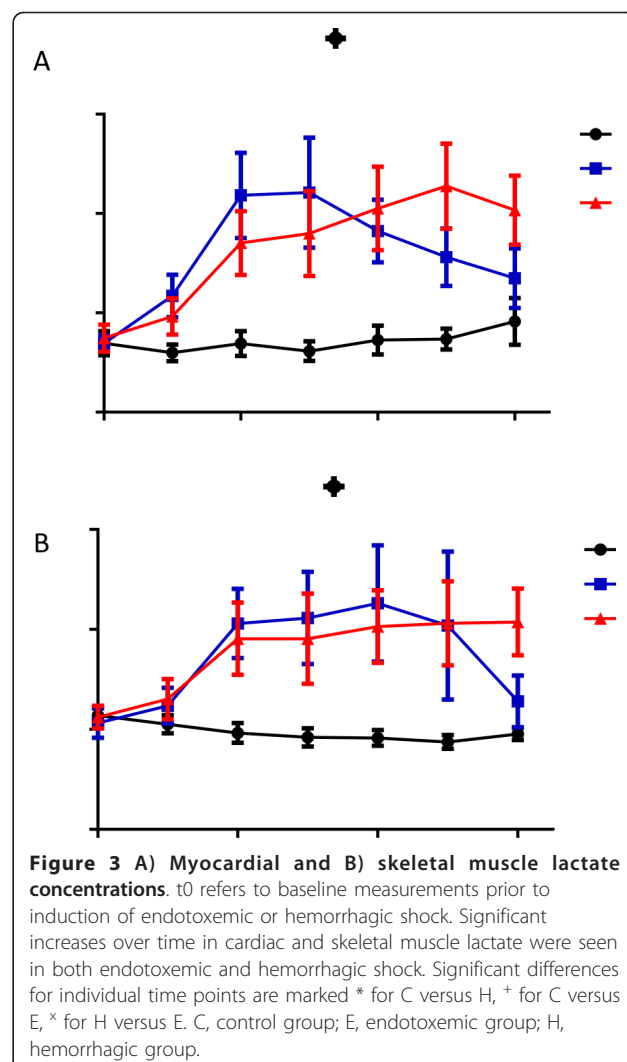 A
B
Figure 3 A) Myocardial and B) skeletal muscle lactate
concentrations. t0 refers to baseline measurements prior to
induction of endotoxemic or hemorrhagic shock. Significant
increases over time in cardiac and skeletal muscle lactate were seen
in both endotoxemic and hemorrhagic shock. Significant differences
for individual time points are marked * for C versus H, + for C versus
E, x for H versus E. C, control group; E, endotoxemic group; H,
hemorrhagic group.